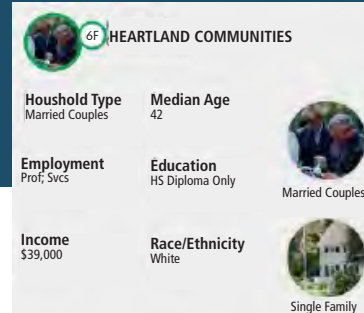 6F HEARTLAND COMMUNITIES
Houshold Type
Married Couples
Median Age
42
Employment
Prof; Svcs
Education
HS Diploma Only
Married Couples
Income
$39,000
Race/Ethnicity
White
Single Family